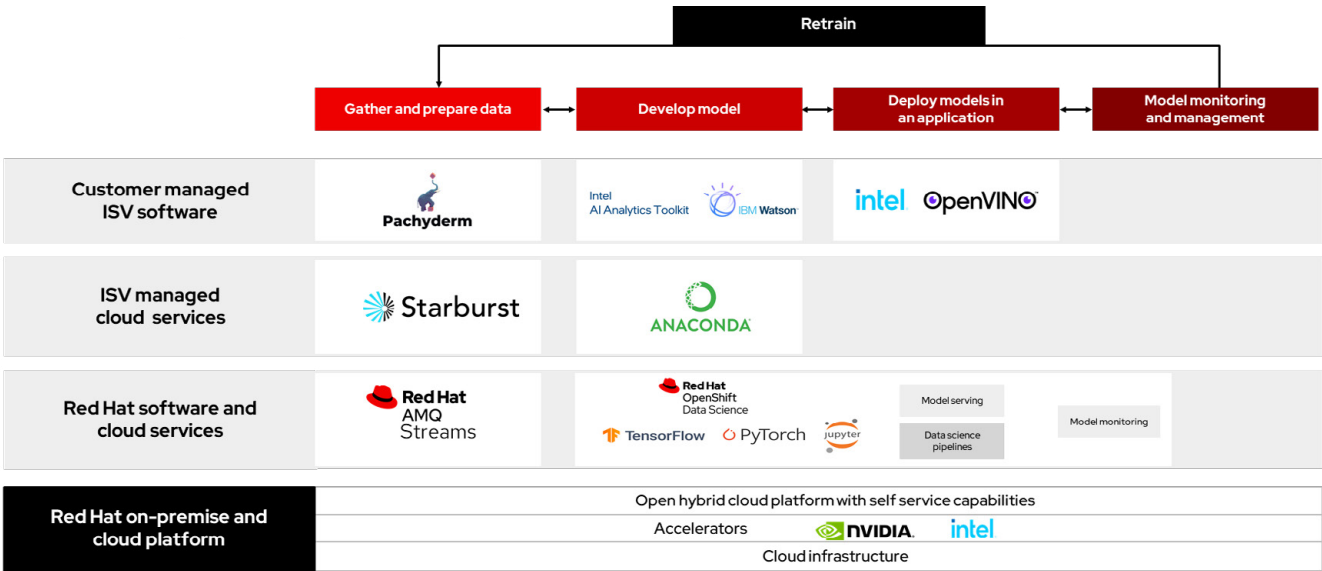 Retrain
Gather and prepare data
Develop model
Deploy models in
an application
Model monitoring
and management
Customer managed
ISV software
Pachyderm
Intel
AI Analytics Toolkit
IBM Watson
intel
OpenVINO
ISV managed
cloud services
Starburst
ANACONDA
Red Hat software and
cloud services
Red Hat
AMQ
Streams
Red Hat
OpenShift
Data Science
TensorFlow
PyTorch
jupyter
Model serving
Data science
pipelines
Model monitoring
Red Hat on-premise and
cloud platform
Open hybrid cloud platform with self service capabilities
Accelerators
NVIDIA.
intel
Cloud infrastructure